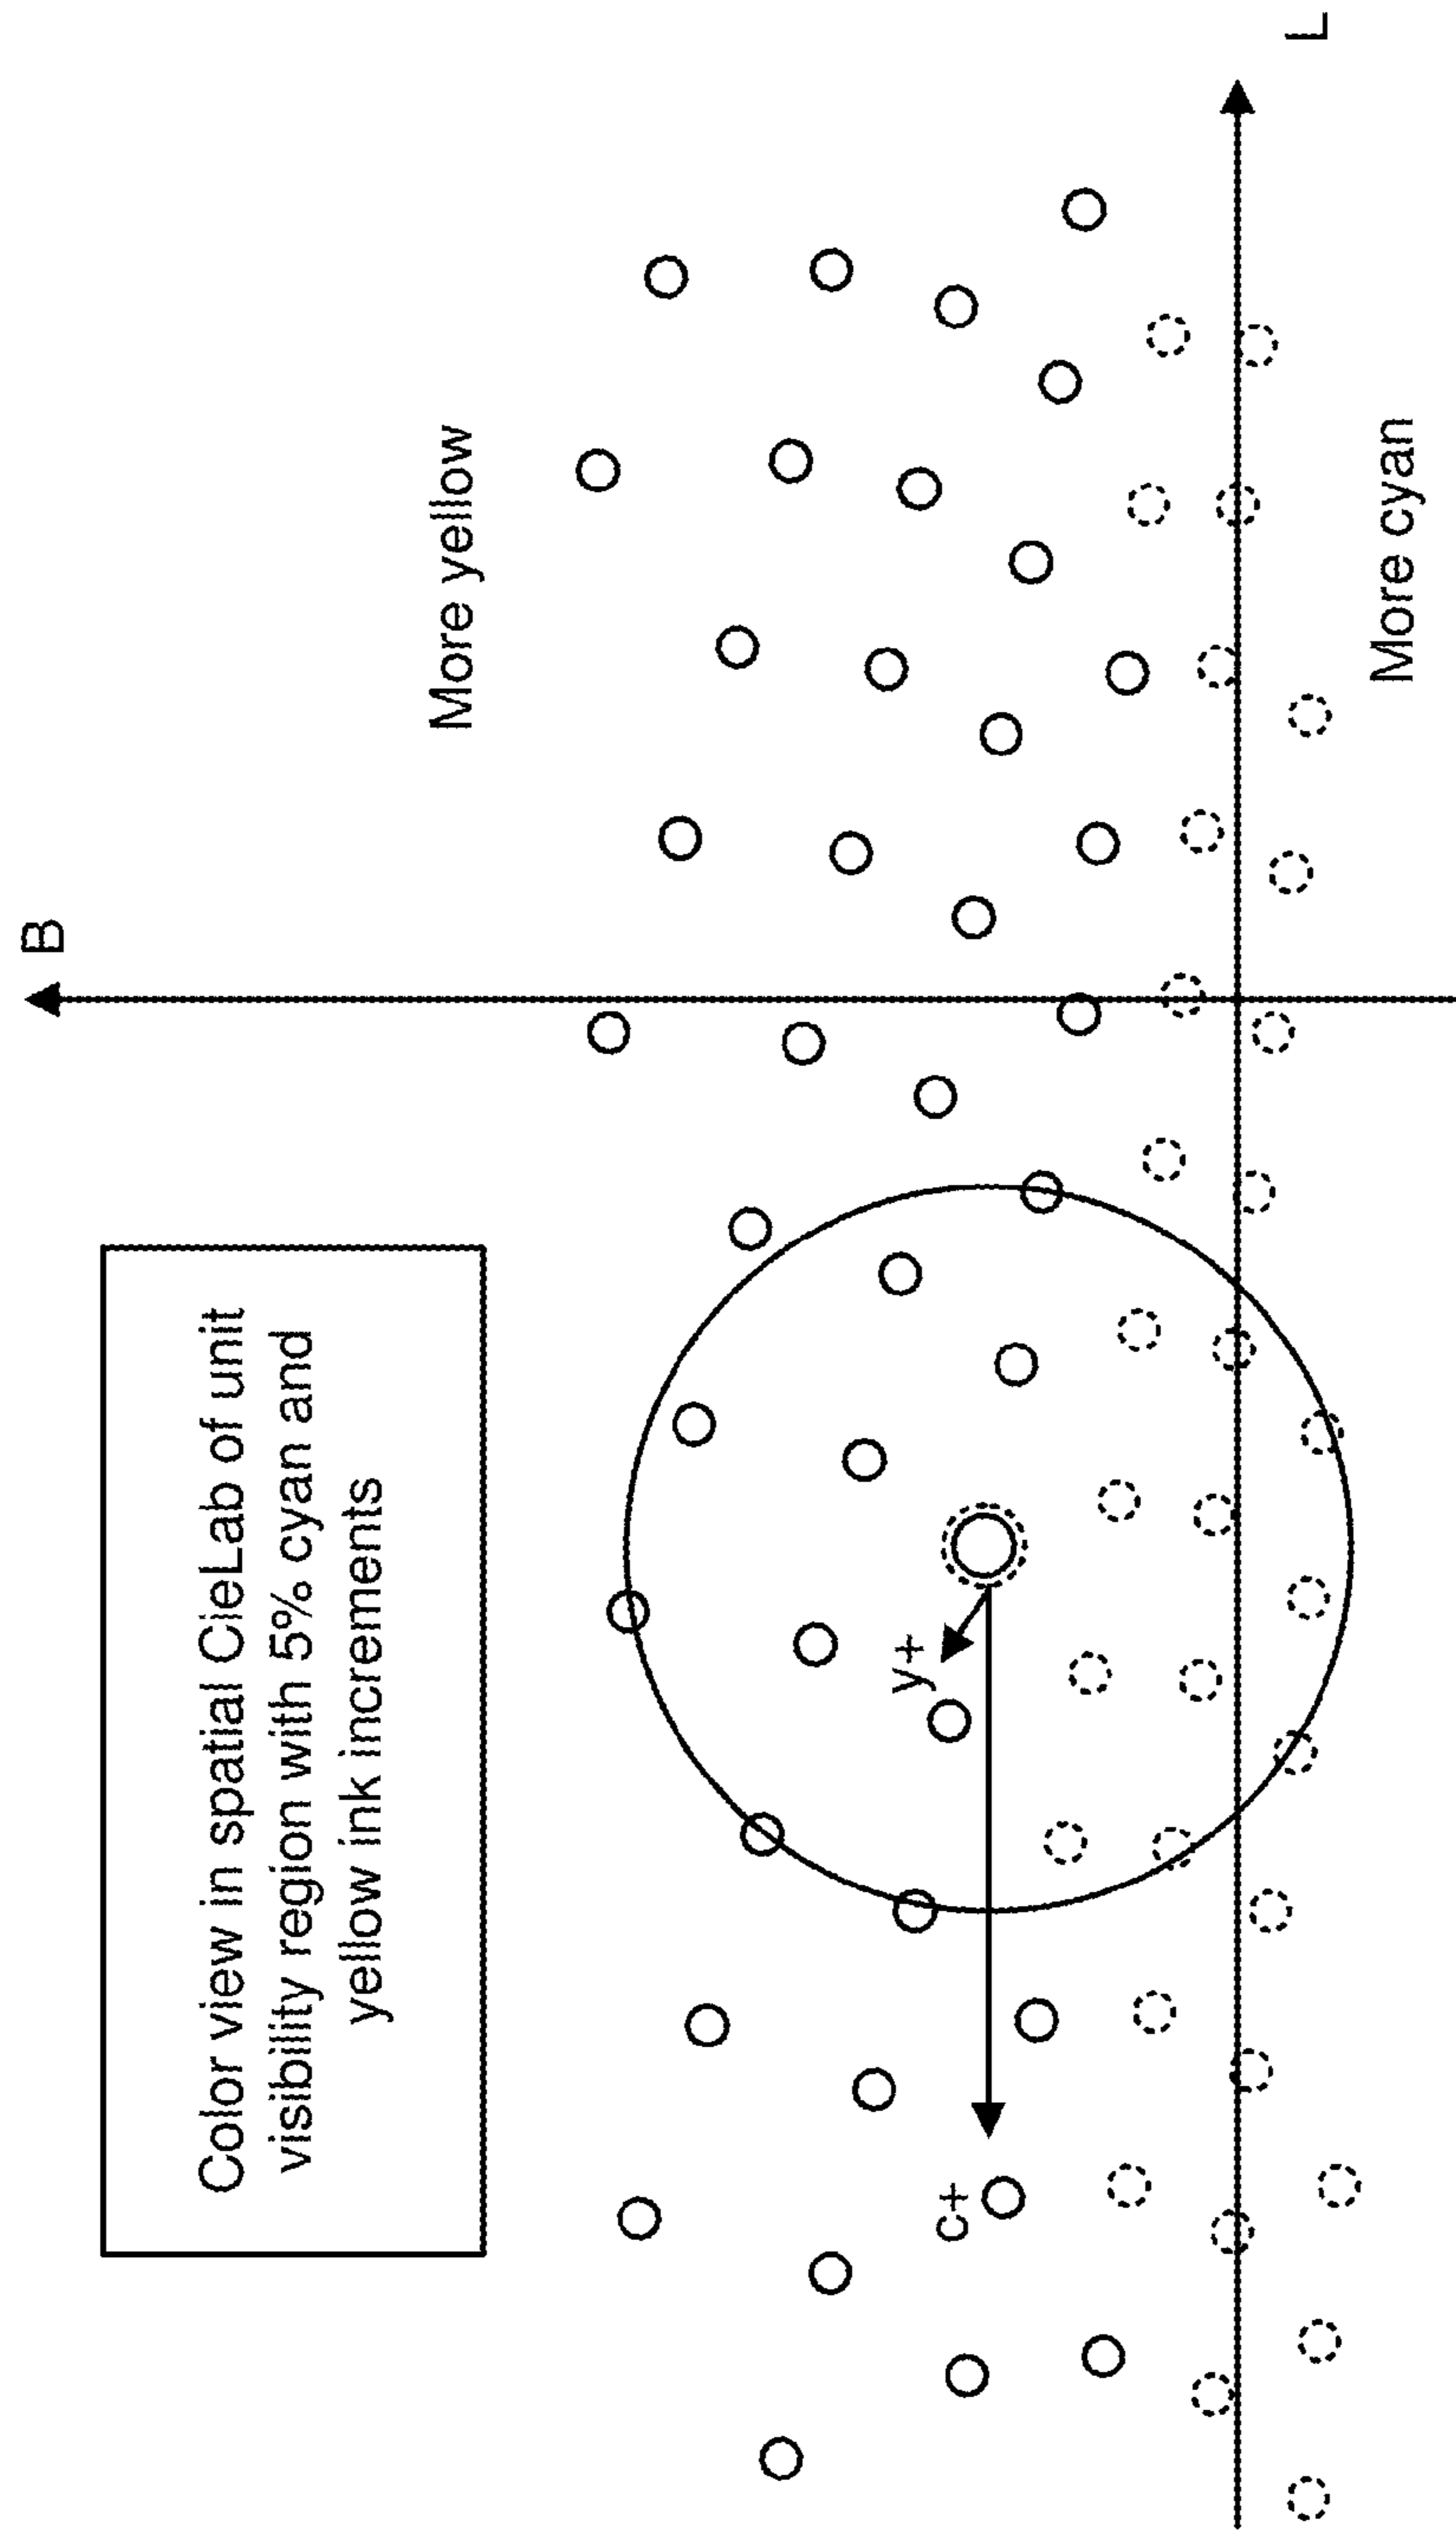 Color view in spatial CieLab of unit
visibility region with 5% cyan and
yellow ink increments
B
More yellow
y+
c+
L
More cyan